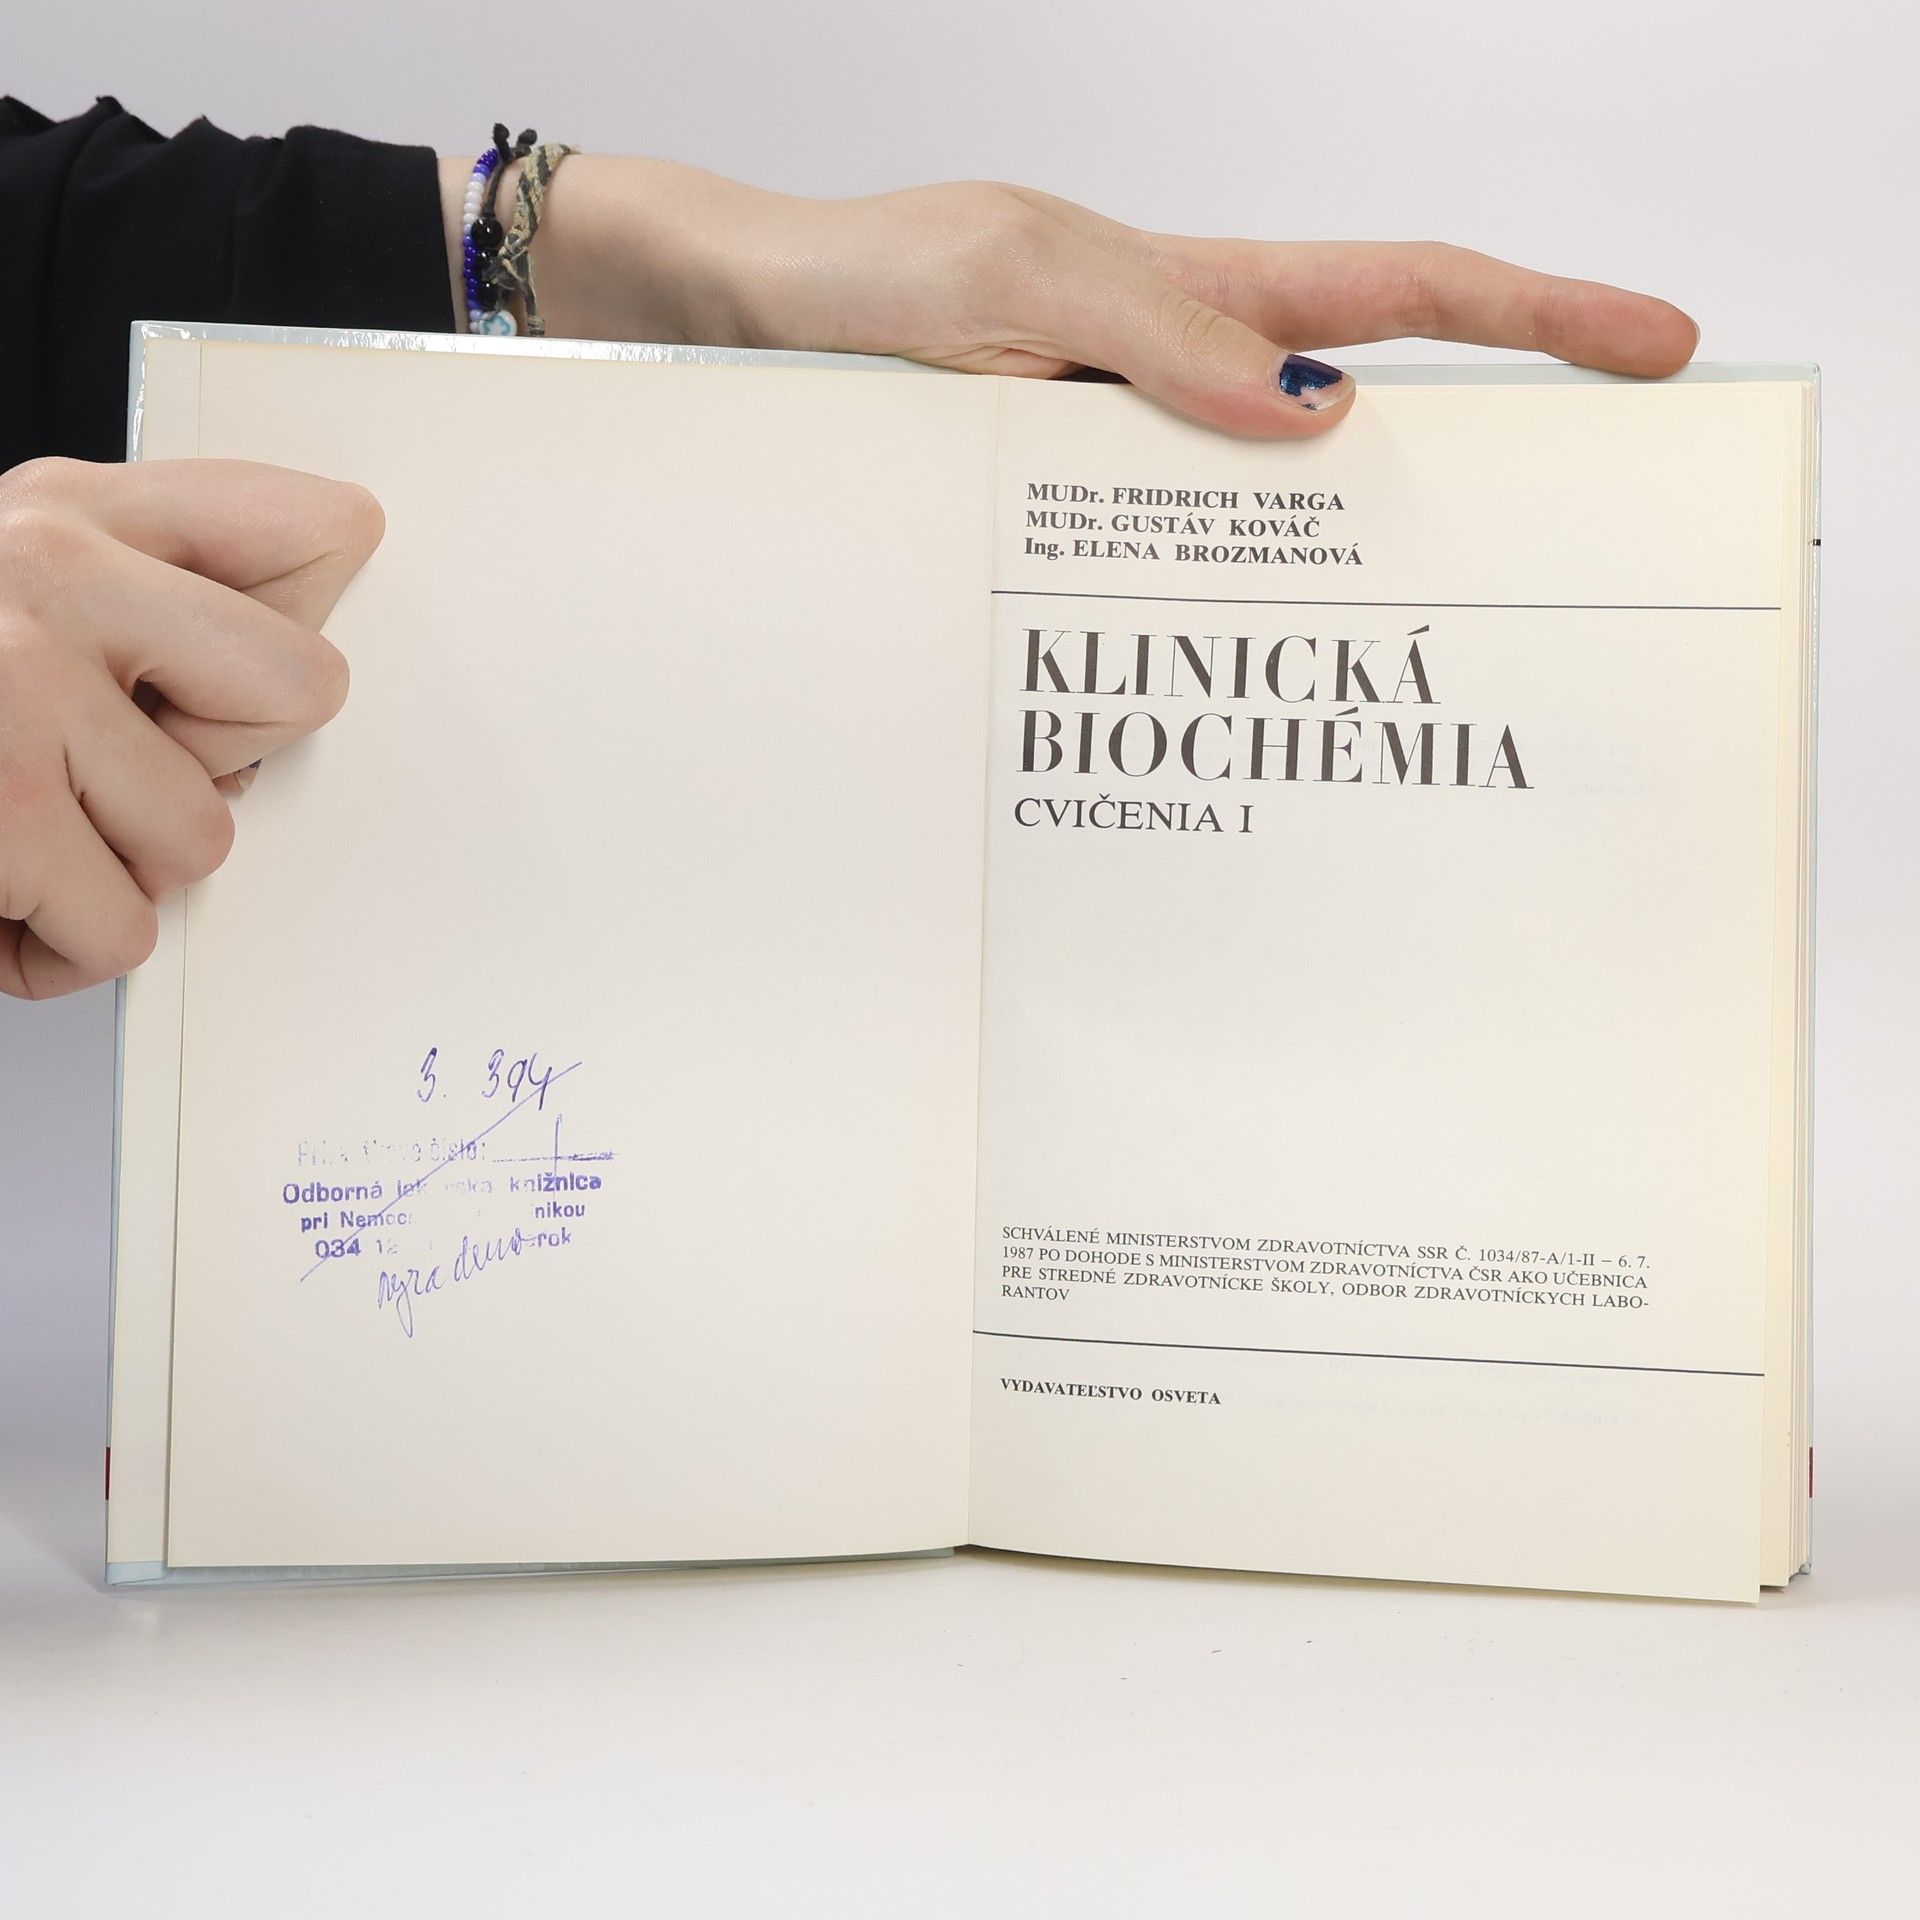 3. 394
číslo:
Odborná knižnica
pri
034
vyradené
MUDr. FRIDRICH VARGA
MUDr. GUSTÁV KOVÁČ
Ing. ELENA BROZMANOVÁ
KLINICKÁ
BIOCHÉMIA
CVIČENIA I
SCHVÁLENÉ MINISTERSTVOM ZDRAVOTNÍCTVA SSR Č. 1034/87-A/1-II – 6. 7.
1987 PO DOHODE S MINISTERSTVOM ZDRAVOTNÍCTVA ČSR AKO UČEBNICA
PRE STREDNÉ ZDRAVOTNÍCKE ŠKOLY, ODBOR ZDRAVOTNÍCKYCH LABO-
RANTOV
VYDAVATEĽSTVO OSVETA